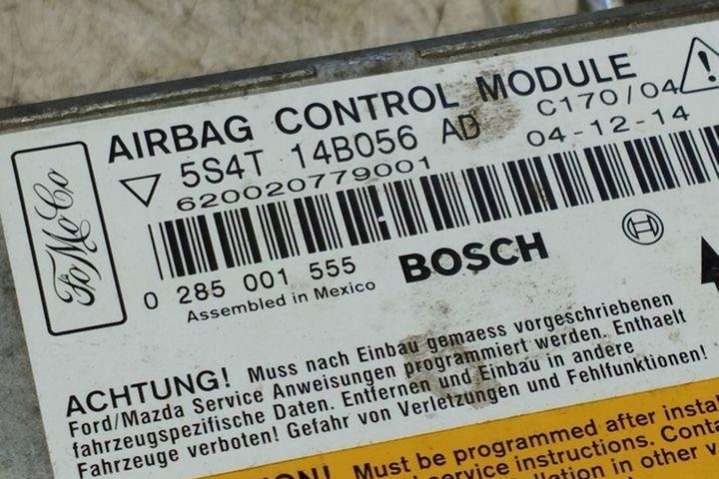 AIRBAG CONTROL MODULE
5S4T 14B056 AD C170/04
620020779001 04-12-14
FoMoCo
0 285 001 555
Assembled in Mexico
BOSCH
ACHTUNG! Muss nach Einbau gemaess vorgeschriebenen
Ford/Mazda Service Anweisungen programmiert werden. Enthaelt
fahrzeugspezifische Daten. Entfernen und Einbau in andere
Fahrzeuge verboten! Gefahr von Verletzungen und Fehlfunktionen!
Must be programmed after
service instructions.
in other